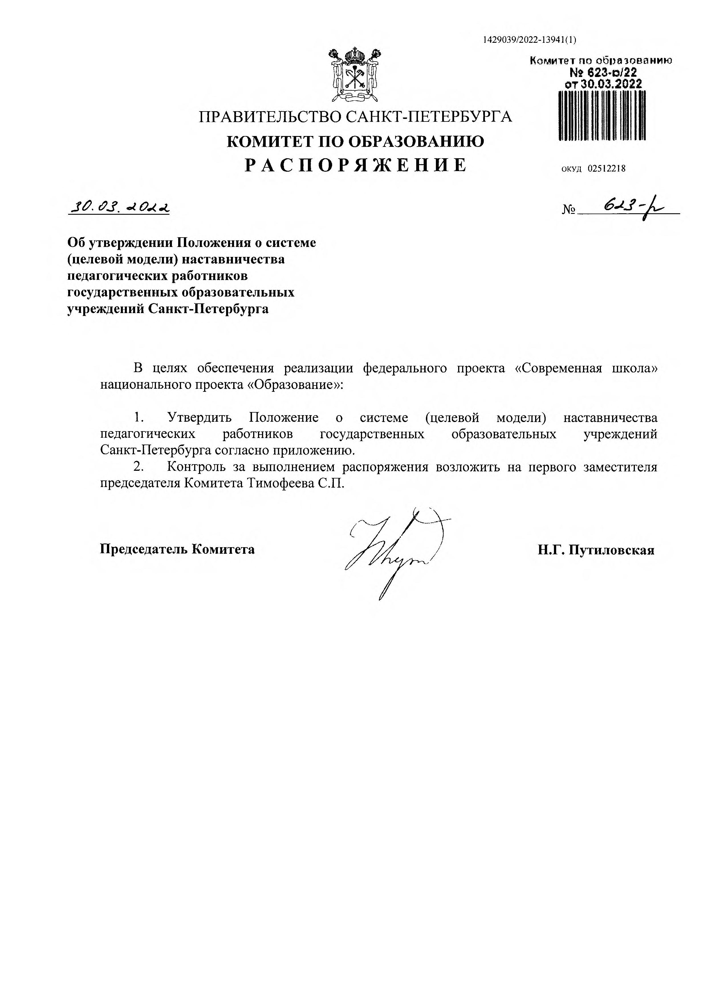 1429039/2022-13941(1)
Комитет по образованию
№ 623-р/22
от 30.03.2022
ПРАВИТЕЛЬСТВО САНКТ-ПЕТЕРБУРГА
КОМИТЕТ ПО ОБРАЗОВАНИЮ
РАСПОРЯЖЕНИЕ
ОКУД 02512218
30.03.2022
№ 623-р
Об утверждении Положения о системе
(целевой модели) наставничества
педагогических работников
государственных образовательных
учреждений Санкт-Петербурга
В целях обеспечения реализации федерального проекта «Современная школа»
национального проекта «Образование»:
1. Утвердить Положение о системе (целевой модели) наставничества
педагогических работников государственных образовательных учреждений
Санкт-Петербурга согласно приложению.
2. Контроль за выполнением распоряжения возложить на первого заместителя
председателя Комитета Тимофеева С.П.
Председатель Комитета
Н.Г. Путиловская